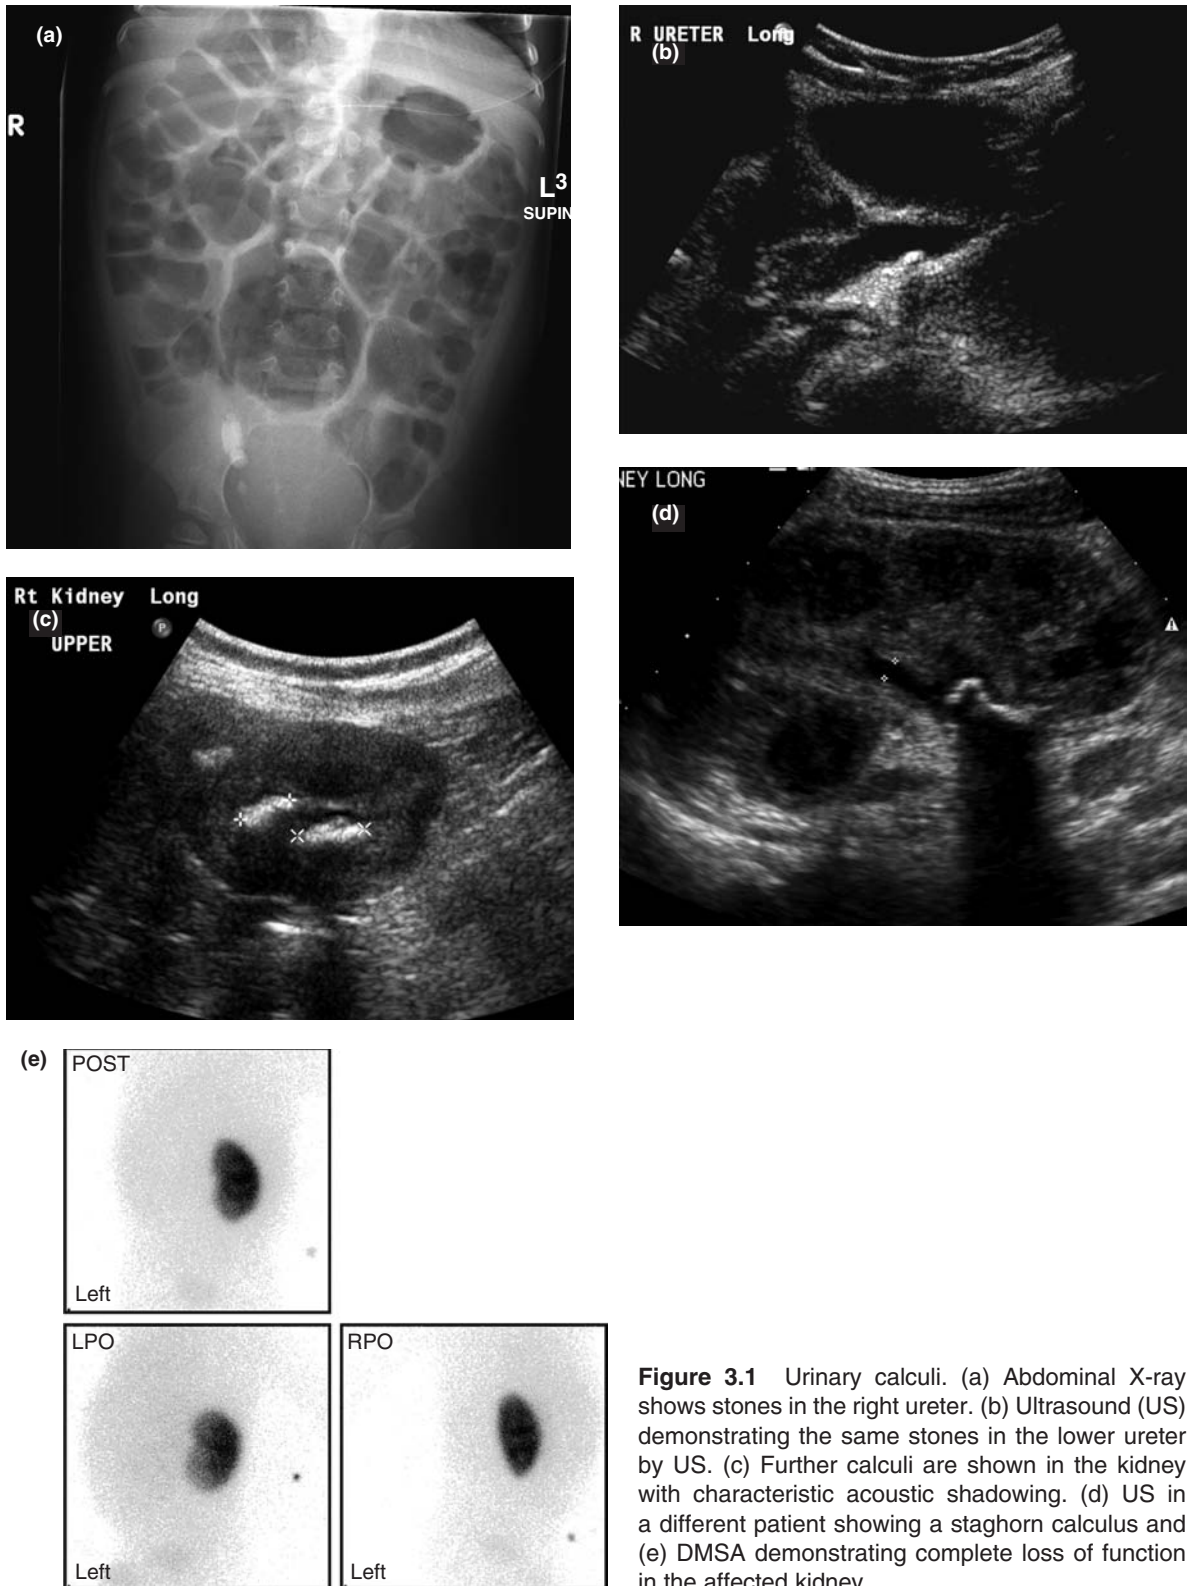 (a)
R
L3
SUPIN
R URETER Long
(b)
Rt Kidney Long
(c)
UPPER
P
NEY LONG
(d)
(e)
POST
Left
LPO
Left
RPO
Left
Figure 3.1 Urinary calculi. (a) Abdominal X-ray
shows stones in the right ureter. (b) Ultrasound (US)
demonstrating the same stones in the lower ureter
by US. (c) Further calculi are shown in the kidney
with characteristic acoustic shadowing. (d) US in
a different patient showing a staghorn calculus and
(e) DMSA demonstrating complete loss of function
in the affected kidney